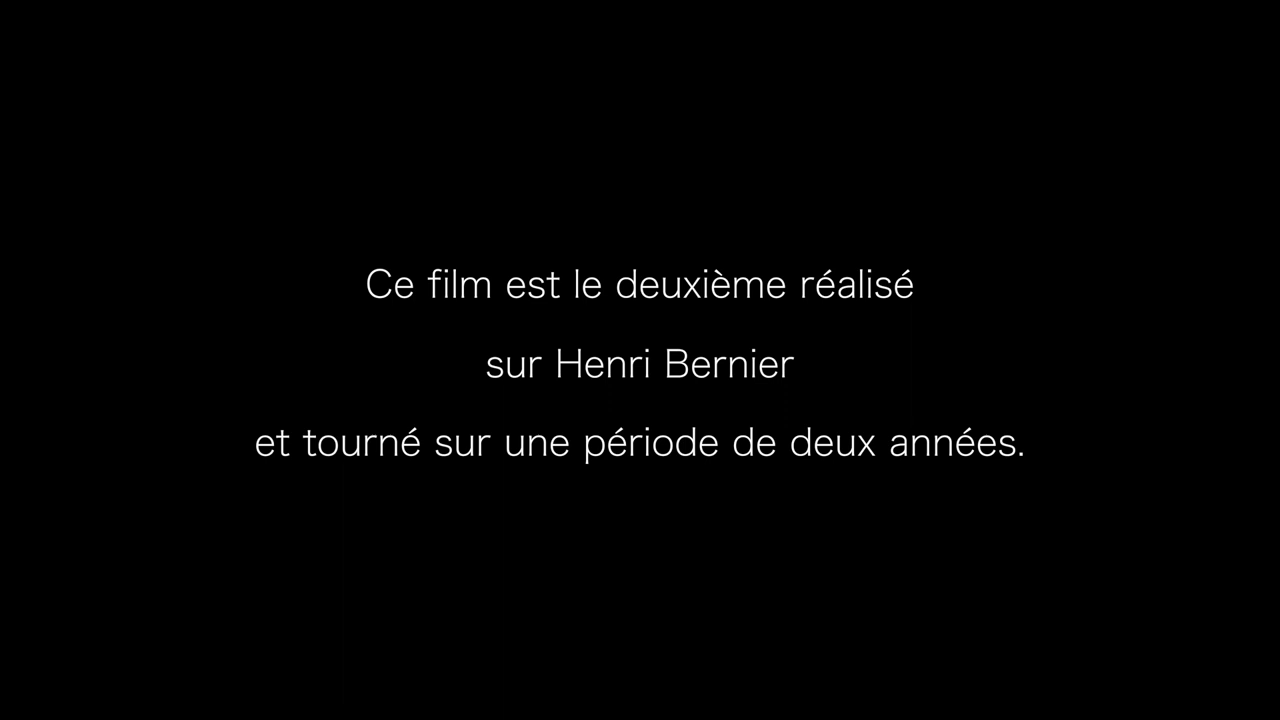 Ce film est le deuxième réalisé
sur Henri Bernier
et tourné sur une période de deux années.